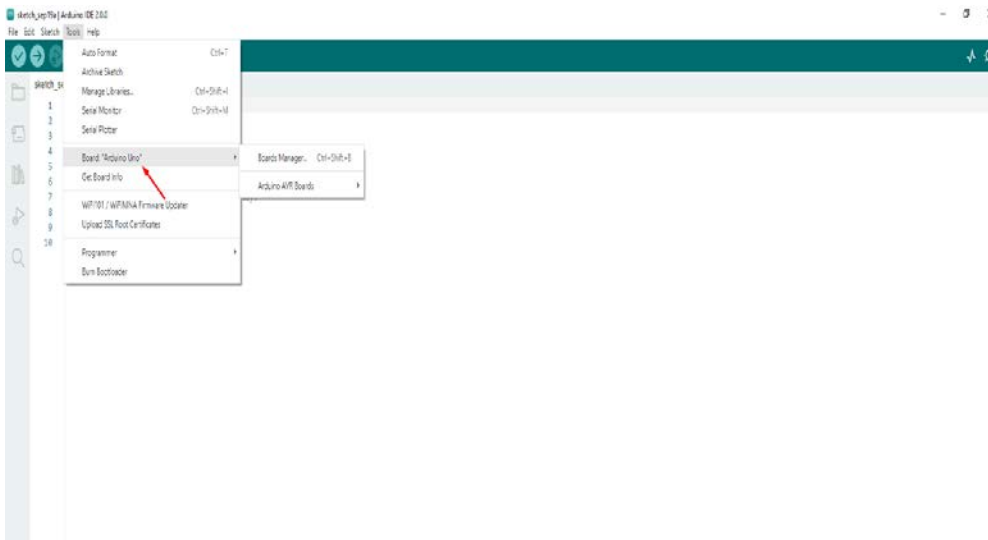 sketch_sep19a | Arduino IDE 2.0.0
File Edit Sketch Tools Help
Auto Format Ctrl+T
Archive Sketch
Manage Libraries... Ctrl+Shift+I
Serial Monitor Ctrl+Shift+M
Serial Plotter
Board: "Arduino Uno"
Get Board Info
WiFi101 / WiFiNINA Firmware Updater
Upload SSL Root Certificates
Programmer
Burn Bootloader
Boards Manager... Ctrl+Shift+B
Arduino AVR Boards
sketch_se
1
2
3
4
5
6
7
8
9
10